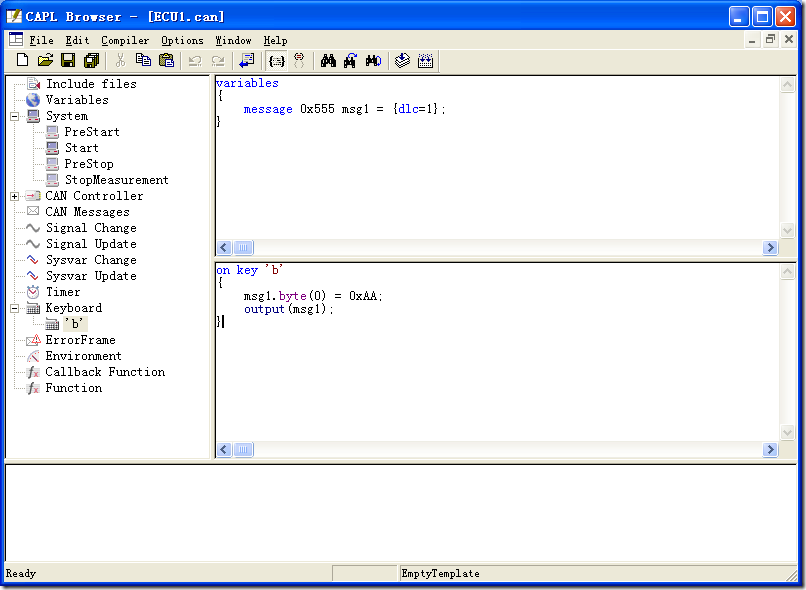 CAPL Browser - [ECU1.can]
File Edit Compiler Options Window Help
Include files
Variables
System
PreStart
Start
PreStop
StopMeasurement
CAN Controller
CAN Messages
Signal Change
Signal Update
Sysvar Change
Sysvar Update
Timer
Keyboard
'b'
ErrorFrame
Environment
Callback Function
Function
variables
{
message 0x555 msg1 = {dlc=1};
}
on key 'b'
{
msg1.byte(0) = 0xAA;
output(msg1);
}
Ready
EmptyTemplate